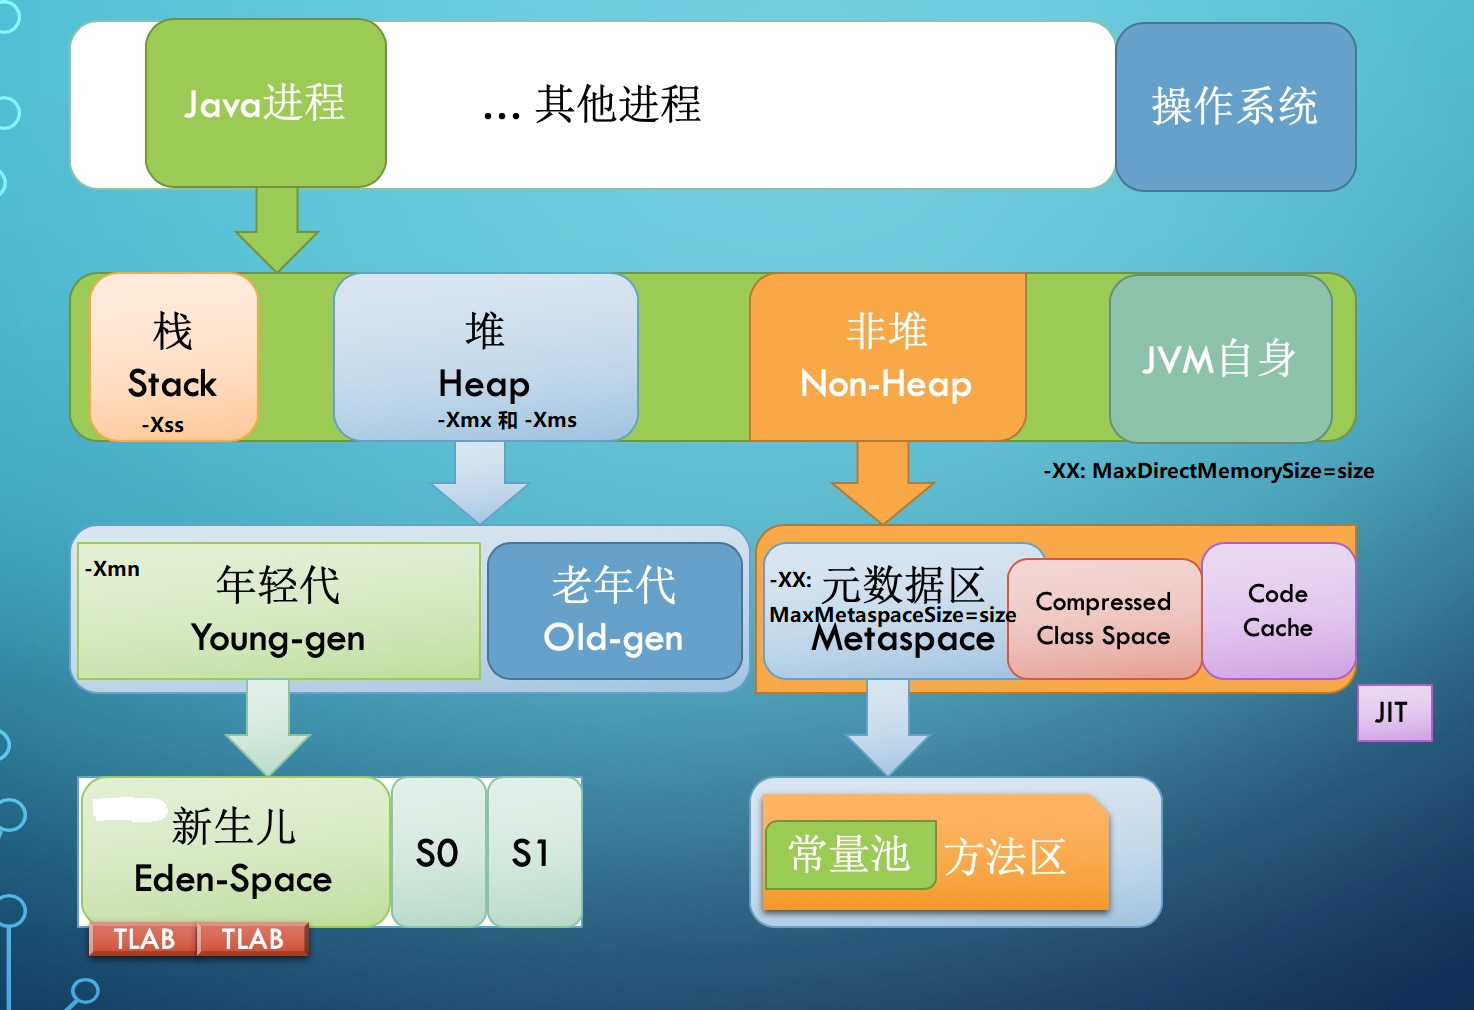 Java进程
... 其他进程
操作系统
栈
Stack
-Xss
堆
Heap
-Xmx 和 -Xms
非堆
Non-Heap
JVM自身
-XX: MaxDirectMemorySize=size
-Xmn
年轻代
Young-gen
老年代
Old-gen
-XX:
元数据区
MaxMetaspaceSize=size
Metaspace
Compressed
Class Space
Code
Cache
JIT
新生儿
Eden-Space
S0
S1
TLAB
TLAB
常量池
方法区